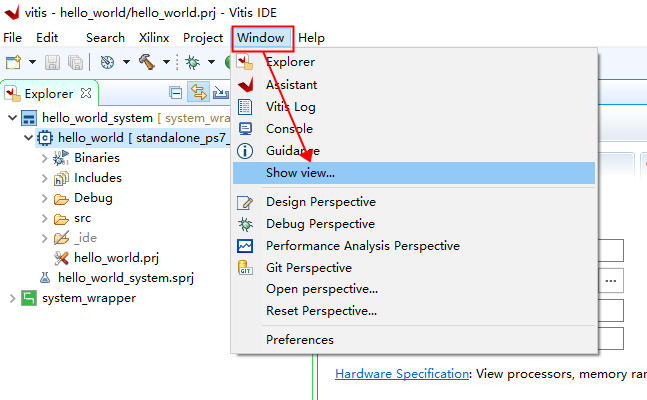 vitis - hello_world/hello_world.prj - Vitis IDE
File Edit Search Xilinx Project Window Help
Explorer
hello_world_system [ system_wra
hello_world [ standalone_ps7_
Binaries
Includes
Debug
src
_ide
hello_world.prj
hello_world_system.sprj
system_wrapper
Explorer
Assistant
Vitis Log
Console
Guidance
Show view...
Design Perspective
Debug Perspective
Performance Analysis Perspective
GIT
Git Perspective
Open perspective...
Reset Perspective...
Preferences
...
Hardware Specification: View processors, memory ran